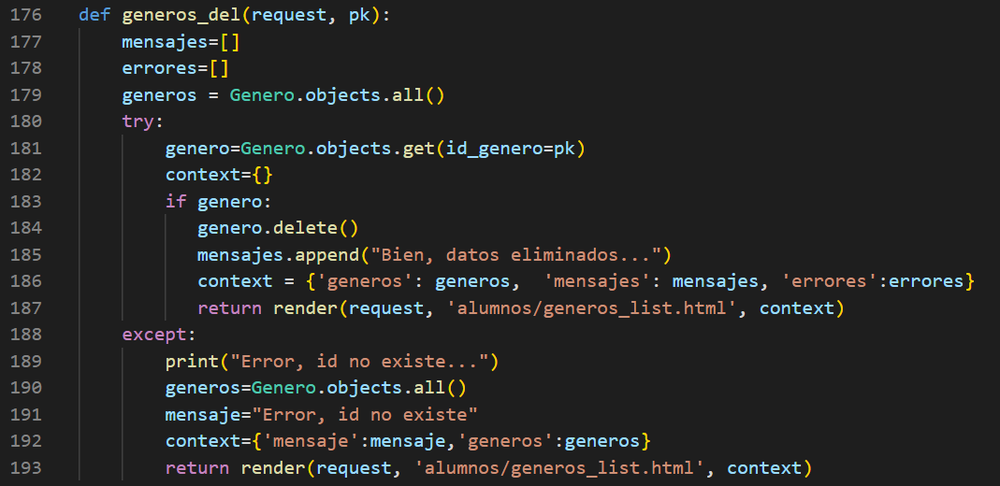 176 def generos_del(request, pk):
177     mensajes=[]
178     errores=[]
179     generos = Genero.objects.all()
180     try:
181         genero=Genero.objects.get(id_genero=pk)
182         context={}
183         if genero:
184            genero.delete()
185            mensajes.append("Bien, datos eliminados...")
186            context = {'generos': generos,  'mensajes': mensajes, 'errores':errores}
187            return render(request, 'alumnos/generos_list.html', context)
188     except:
189         print("Error, id no existe...")
190         generos=Genero.objects.all()
191         mensaje="Error, id no existe"
192         context={'mensaje':mensaje,'generos':generos}
193         return render(request, 'alumnos/generos_list.html', context)